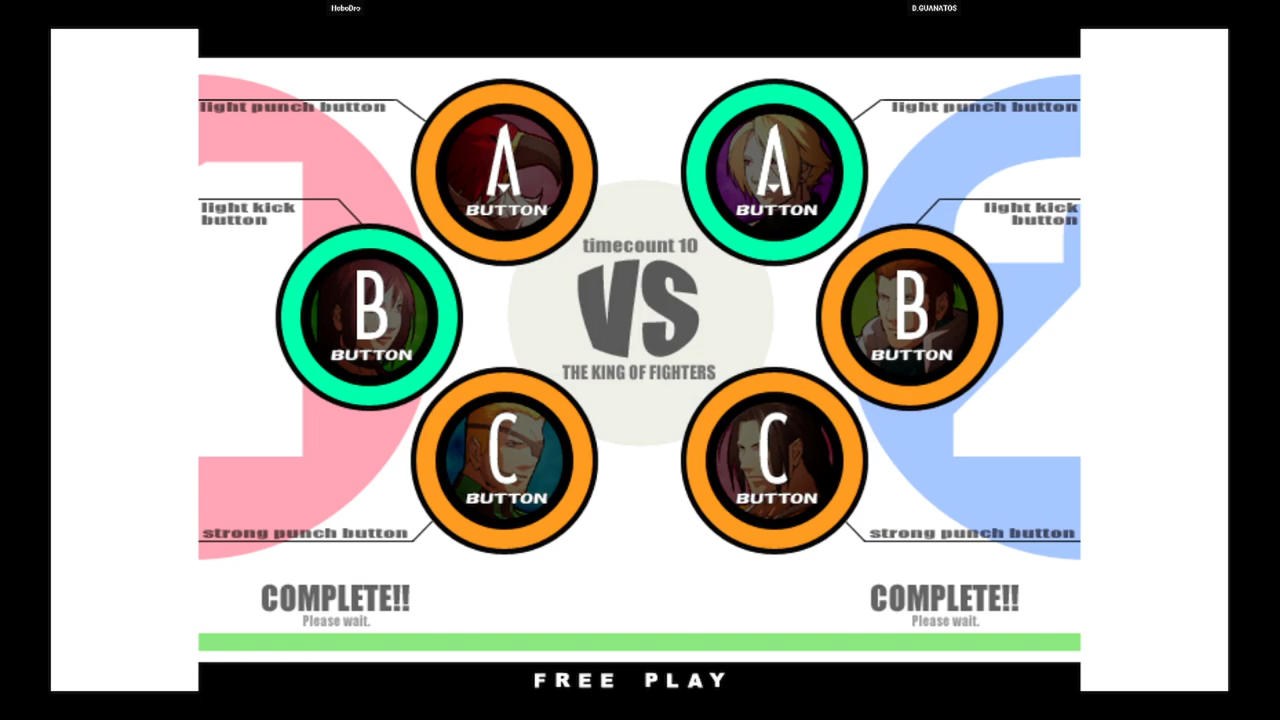 HoboDro
D.GUANATOS
light punch button
light punch button
A
BUTTON
A
BUTTON
light kick
button
light kick
button
timecount 10
VS
THE KING OF FIGHTERS
B
BUTTON
B
BUTTON
C
BUTTON
C
BUTTON
strong punch button
strong punch button
COMPLETE!!
Please wait.
COMPLETE!!
Please wait.
FREE PLAY